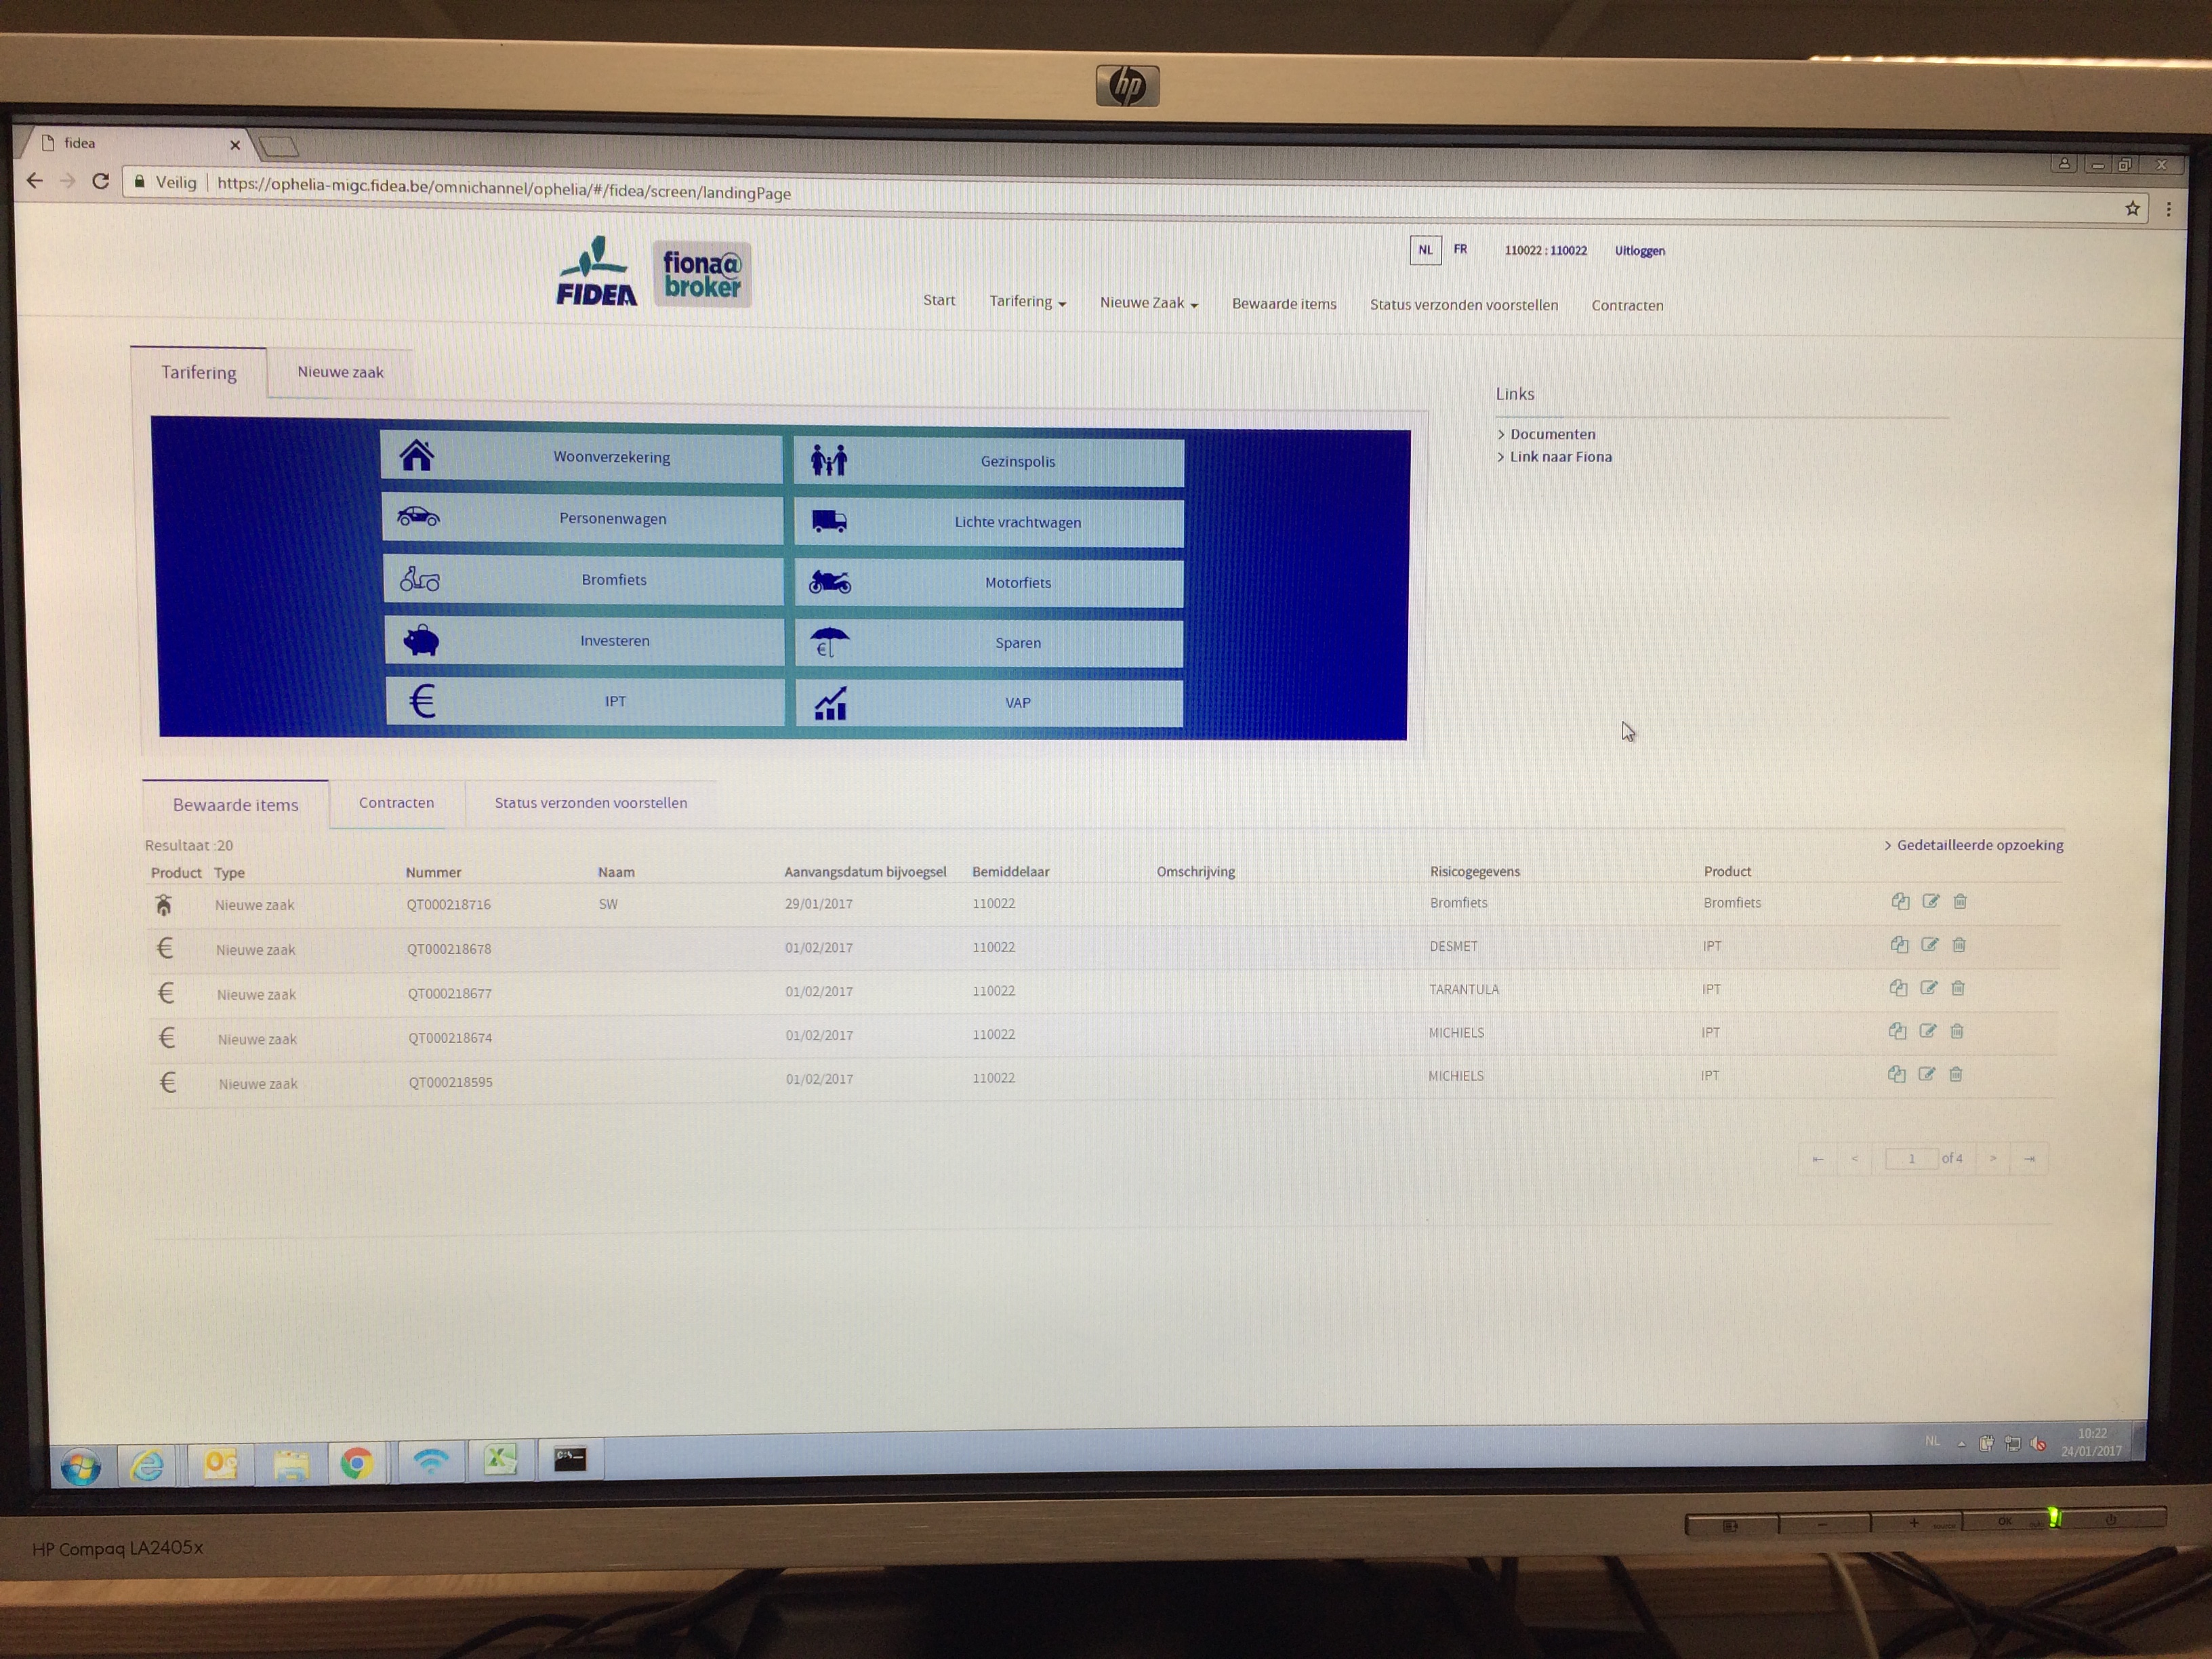 hp
fidea
Veilig https://ophelia-migc.fidea.be/omnichannel/ophelia/#/fidea/screen/landingPage
FIDEA fiona@ broker
NL FR 110022 : 110022 Uitloggen
Start Tarifering Nieuwe Zaak Bewaarde items Status verzonden voorstellen Contracten
Tarifering Nieuwe zaak
Links
> Documenten
> Link naar Fiona
Woonverzekering Gezinspolis
Personenwagen Lichte vrachtwagen
Bromfiets Motorfiets
Investeren Sparen
€ IPT VAP
Bewaarde items Contracten Status verzonden voorstellen
Resultaat :20 > Gedetailleerde opzoeking
Product Type Nummer Naam Aanvangsdatum bijvoegsel Bemiddelaar Omschrijving Risicogegevens Product
Nieuwe zaak QT000218716 SW 29/01/2017 110022 Bromfiets Bromfiets
€ Nieuwe zaak QT000218678 01/02/2017 110022 DESMET IPT
€ Nieuwe zaak QT000218677 01/02/2017 110022 TARANTULA IPT
€ Nieuwe zaak QT000218674 01/02/2017 110022 MICHIELS IPT
€ Nieuwe zaak QT000218595 01/02/2017 110022 MICHIELS IPT
< 1 of 4 >
NL 10:22
24/01/2017
OK
HP Compaq LA2405x